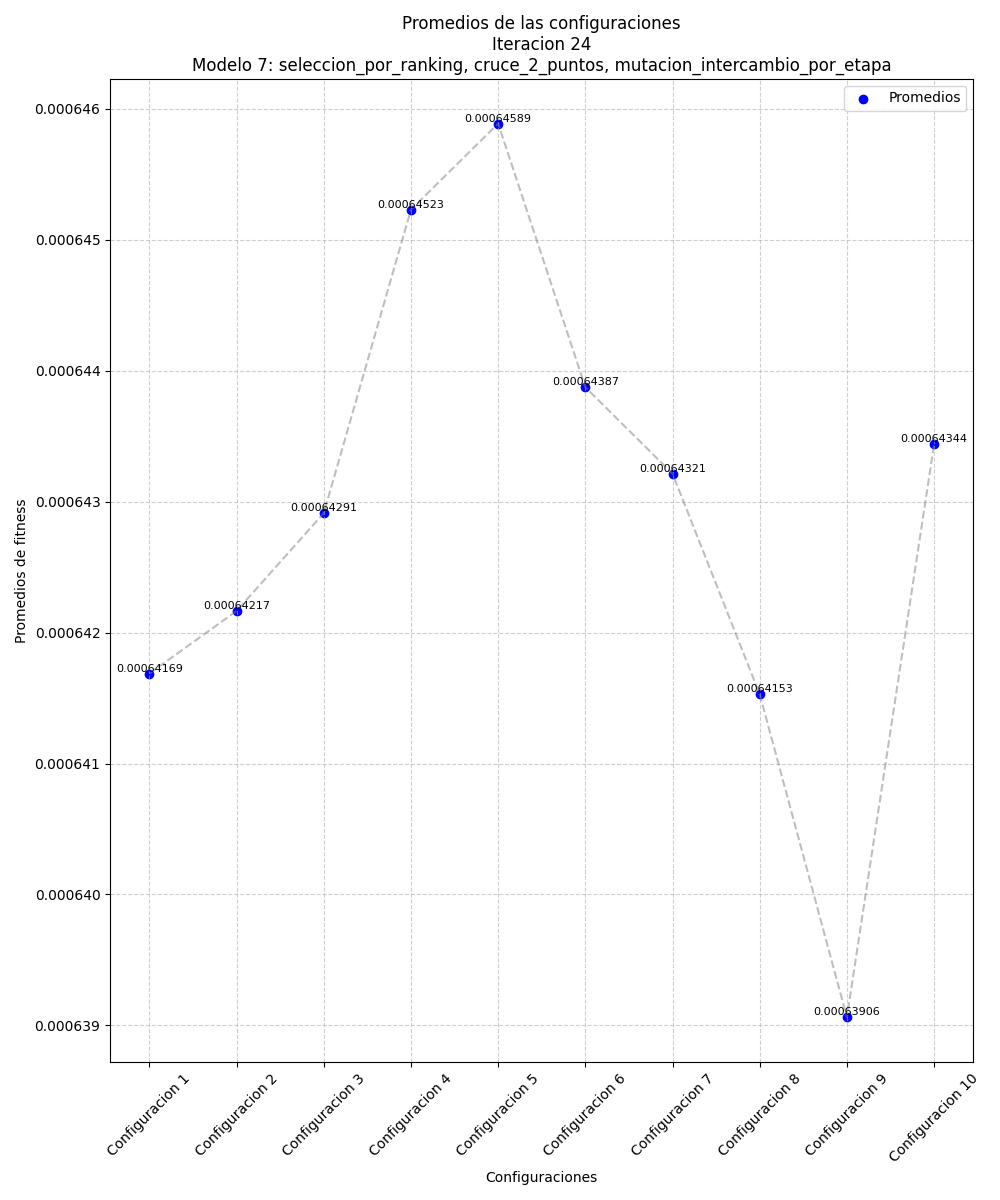 Promedios de las configuraciones
Iteracion 24
Modelo 7: seleccion_por_ranking, cruce_2_puntos, mutacion_intercambio_por_etapa
Promedios
0.000646
0.000645
0.000644
0.000643
0.000642
0.000641
0.000640
0.000639
Promedios de fitness
0.00064169
0.00064217
0.00064291
0.00064523
0.00064589
0.00064387
0.00064321
0.00064153
0.00063906
0.00064344
Configuracion 1
Configuracion 2
Configuracion 3
Configuracion 4
Configuracion 5
Configuracion 6
Configuracion 7
Configuracion 8
Configuracion 9
Configuracion 10
Configuraciones